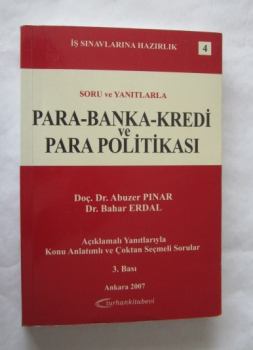 İŞ SINAVLARINA HAZIRLIK
4
SORU ve YANITLARLA
PARA-BANKA-KREDİ
ve
PARA POLİTİKASI
Doç. Dr. Abuzer PINAR
Dr. Bahar ERDAL
Açıklamalı Yanıtlarıyla
Konu Anlatımlı ve Çoktan Seçmeli Sorular
3. Bası
Ankara 2007
turhankitabevi